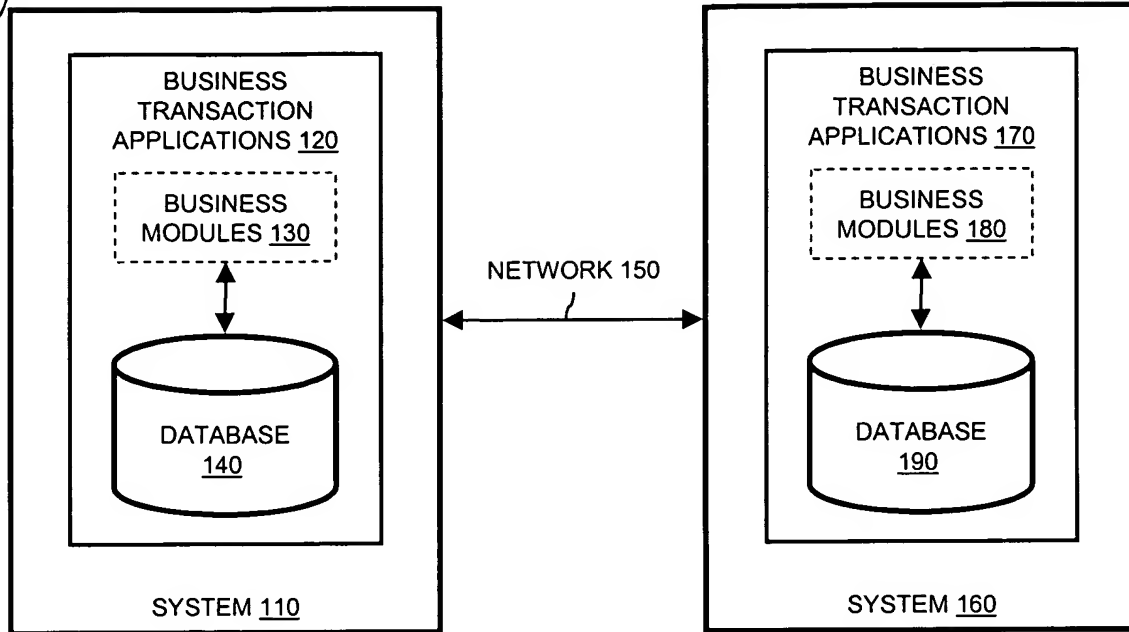 BUSINESS
TRANSACTION
APPLICATIONS 120
BUSINESS
MODULES 130
DATABASE
140
SYSTEM 110
NETWORK 150
BUSINESS
TRANSACTION
APPLICATIONS 170
BUSINESS
MODULES 180
DATABASE
190
SYSTEM 160